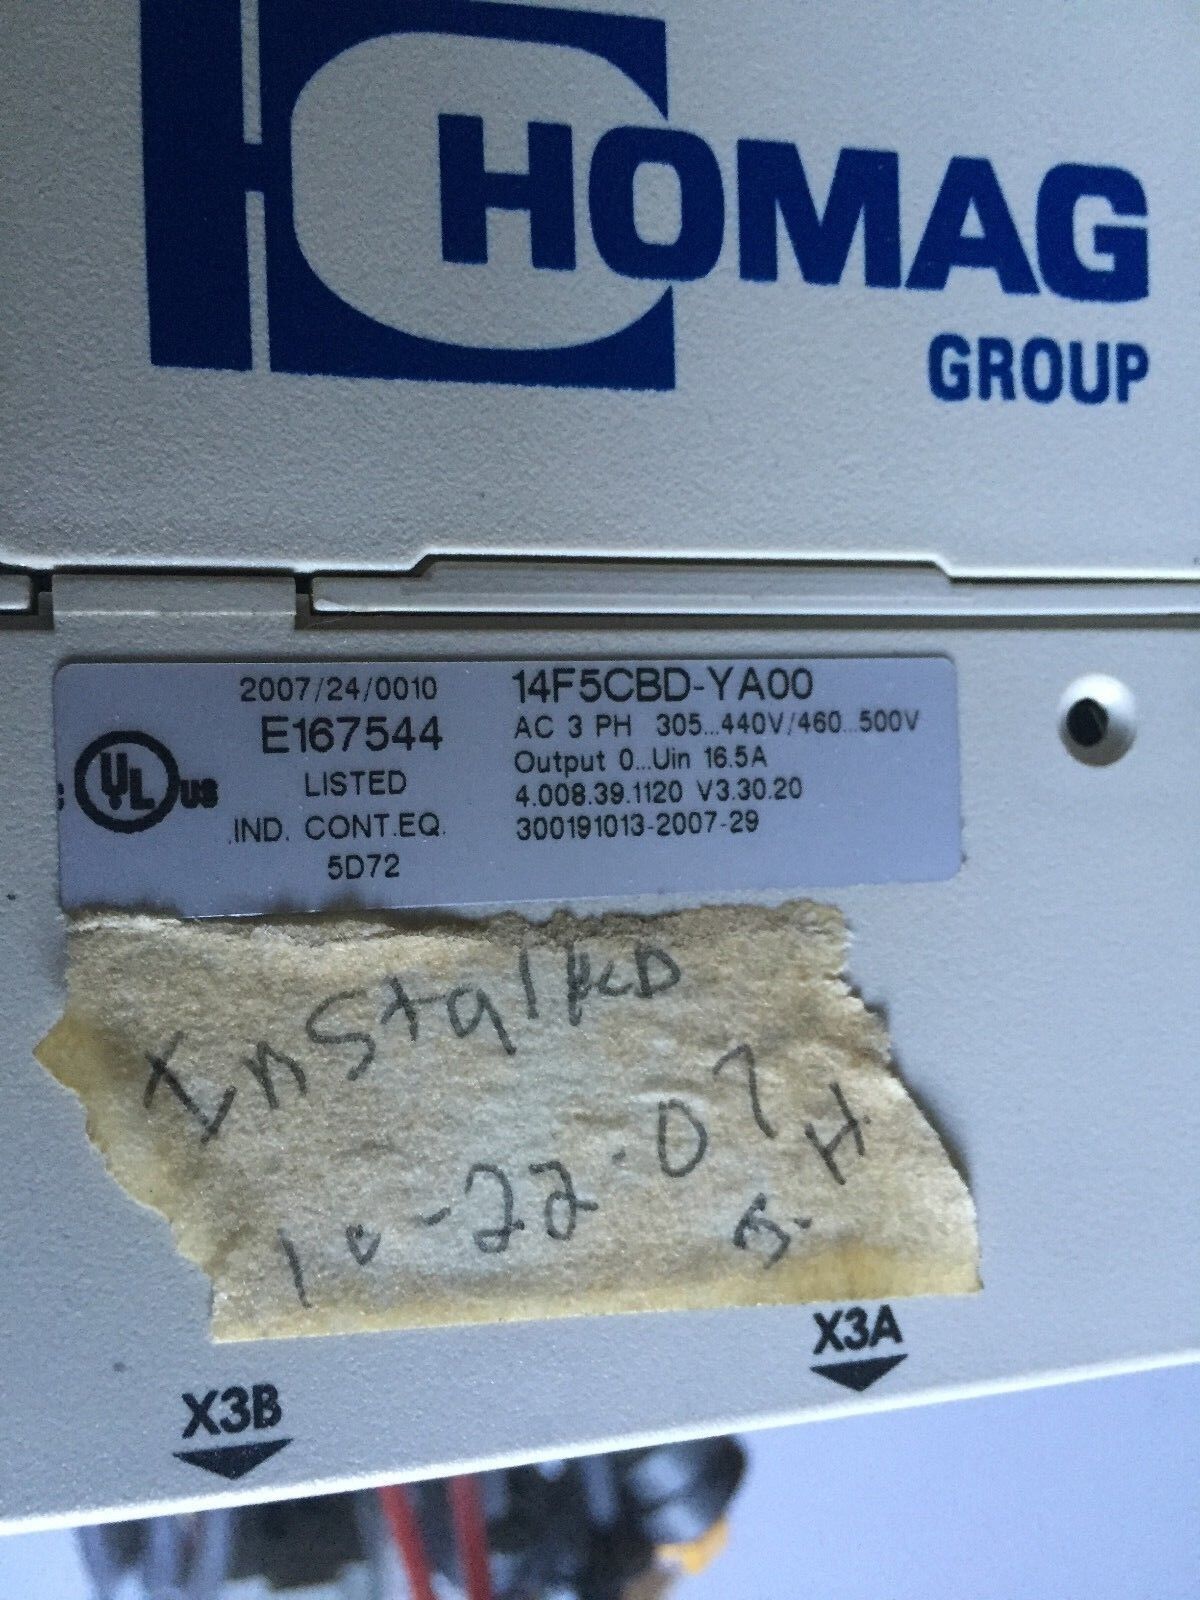 HOMAG
GROUP
2007/24/0010
E167544
C UL US
LISTED
IND. CONT.EQ.
5D72
14F5CBD-YA00
AC 3 PH 305...440V/460...500V
Output 0...Uin 16.5A
4.008.39.1120 V3.30.20
300191013-2007-29
InstallED
10-22-07
B.H
X3B
X3A